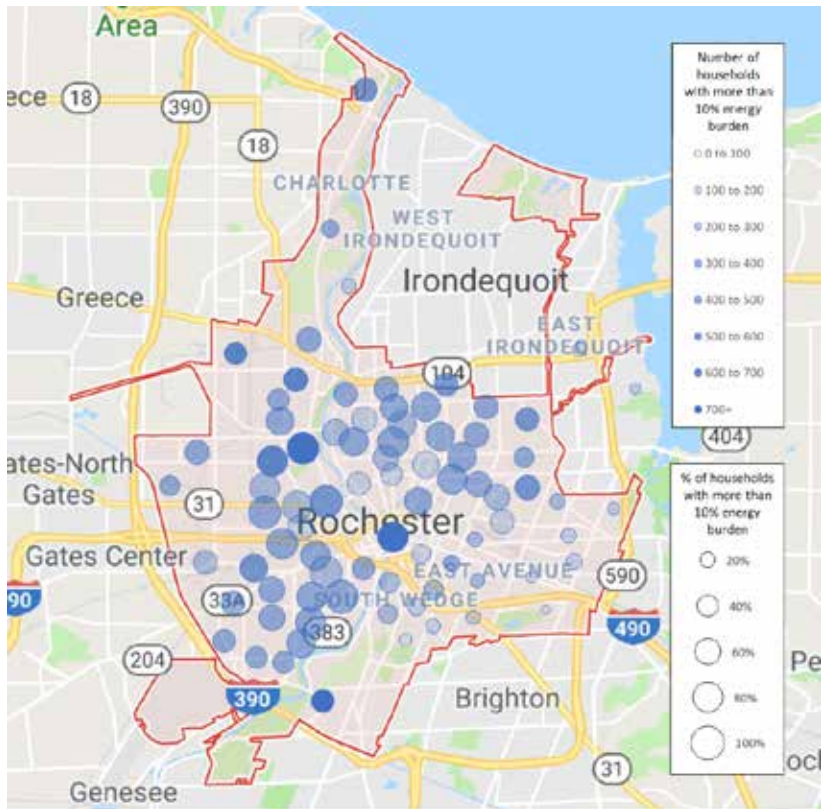 Area
ece
18
390
18
CHARLOTTE
WEST
IRONDEQUOIT
Irondequoit
Greece
EAST
IRONDEQUOIT
104
404
ates-North
Gates
31
Rochester
Gates Center
EAST AVENUE
590
90
33A
SOUTH WEDGE
383
490
204
390
Brighton
Pe
31
Genesee
Number of
households
with more than
10% energy
burden
0 to 100
100 to 200
200 to 300
300 to 400
400 to 500
500 to 600
600 to 700
700+
% of households
with more than
10% energy
burden
20%
40%
60%
80%
100%